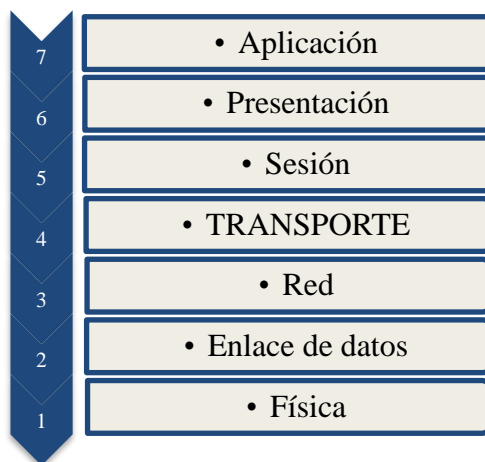 7 • Aplicación
6 • Presentación
5 • Sesión
4 • TRANSPORTE
3 • Red
2 • Enlace de datos
1 • Física